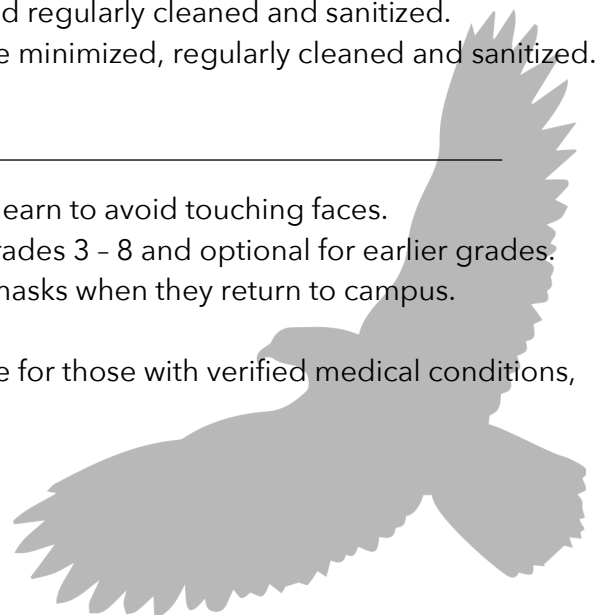 d regularly cleaned and sanitized.
e minimized, regularly cleaned and sanitized.
earn to avoid touching faces.
rades 3 – 8 and optional for earlier grades.
masks when they return to campus.
e for those with verified medical conditions,